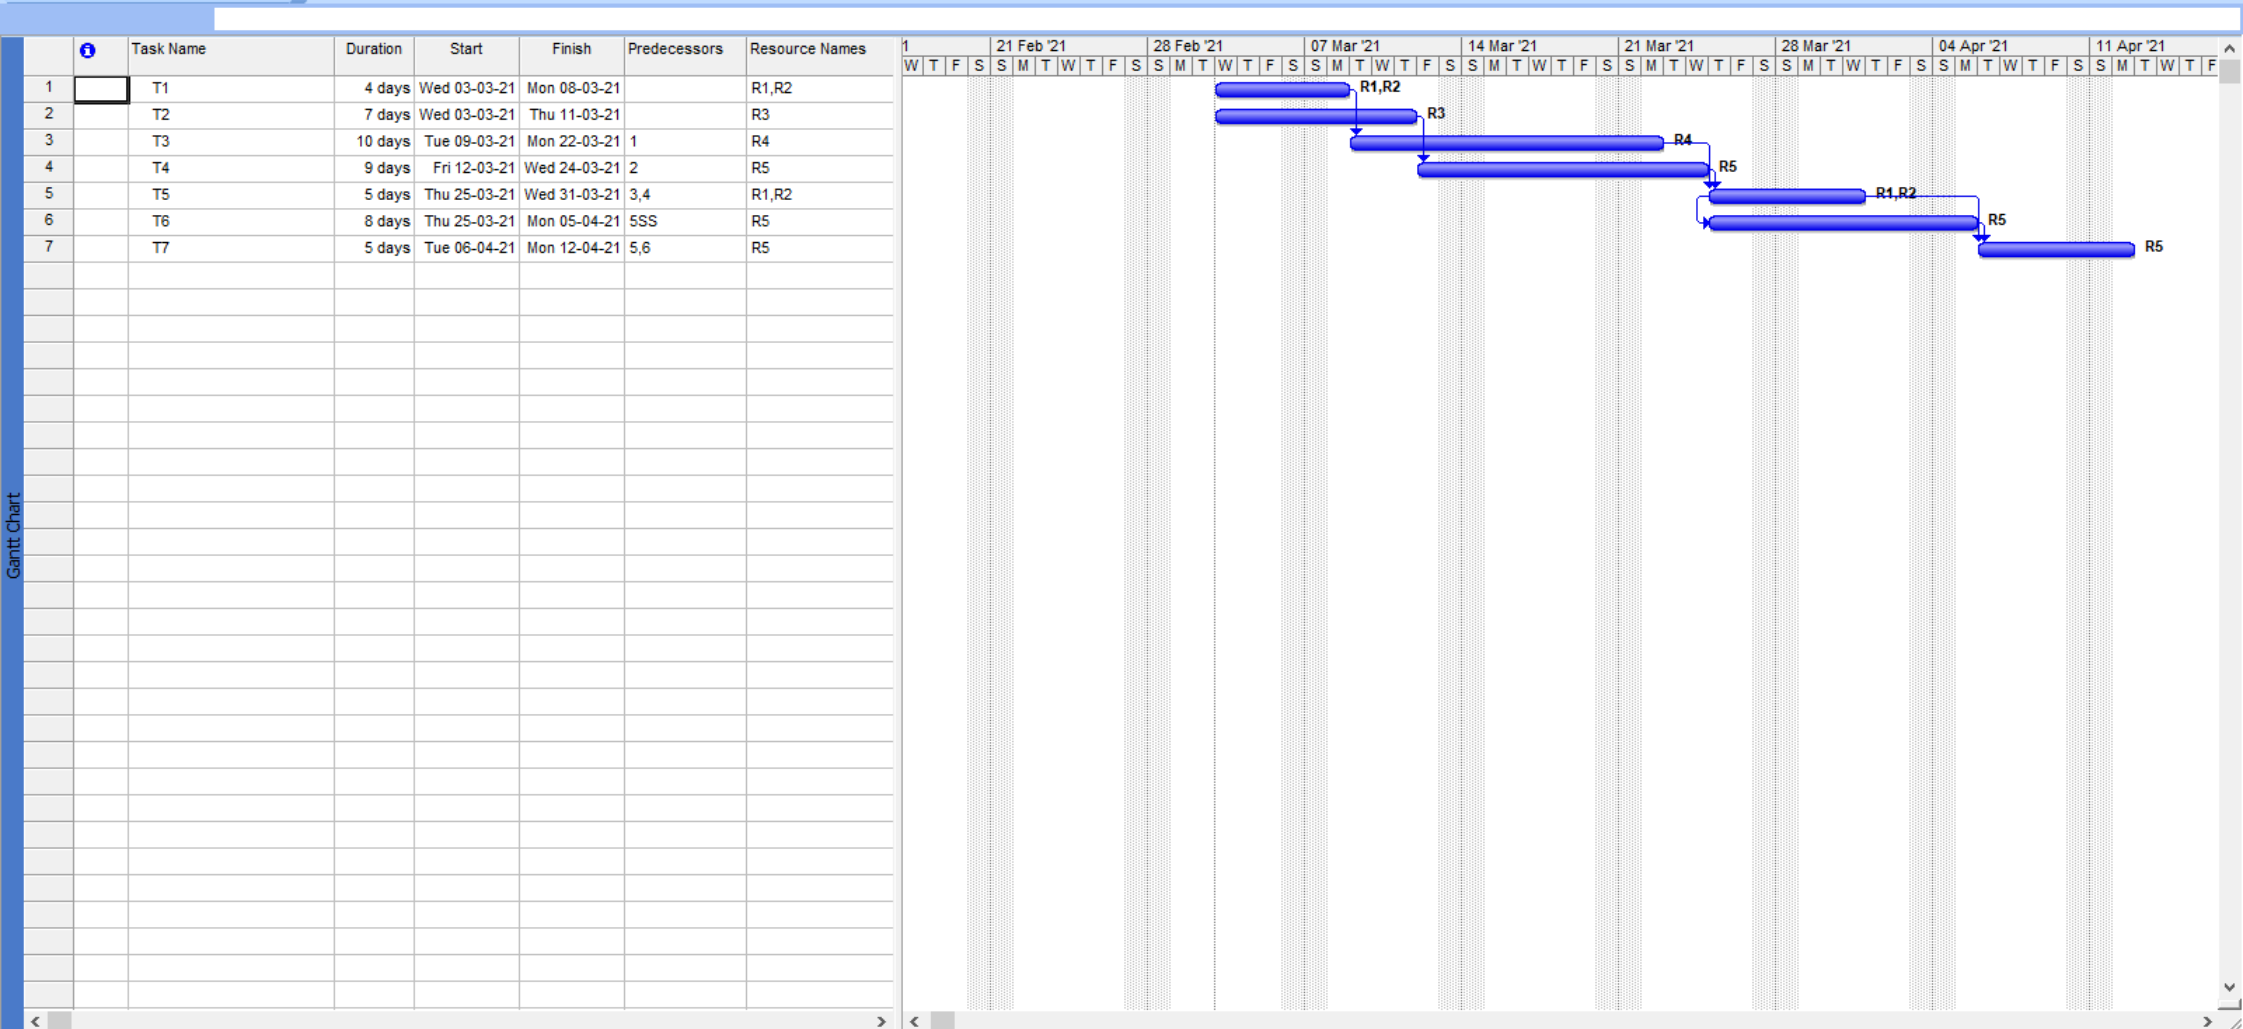 Task Name Duration Start Finish Predecessors Resource Names
1 21 Feb '21 28 Feb '21 07 Mar '21 14 Mar '21 21 Mar '21 28 Mar '21 04 Apr '21 11 Apr '21
W T F S S M T W T F S S M T W T F S S M T W T F S S M T W T F S S M T W T F S S M T W T F S S M T W T F S S M T W T F
1 T1 4 days Wed 03-03-21 Mon 08-03-21 R1,R2
2 T2 7 days Wed 03-03-21 Thu 11-03-21 R3
3 T3 10 days Tue 09-03-21 Mon 22-03-21 1 R4
4 T4 9 days Fri 12-03-21 Wed 24-03-21 2 R5
5 T5 5 days Thu 25-03-21 Wed 31-03-21 3,4 R1,R2
6 T6 8 days Thu 25-03-21 Mon 05-04-21 5SS R5
7 T7 5 days Tue 06-04-21 Mon 12-04-21 5,6 R5
R1,R2
R3
R4
R5
R1,R2
R5
R5
Gantt Chart